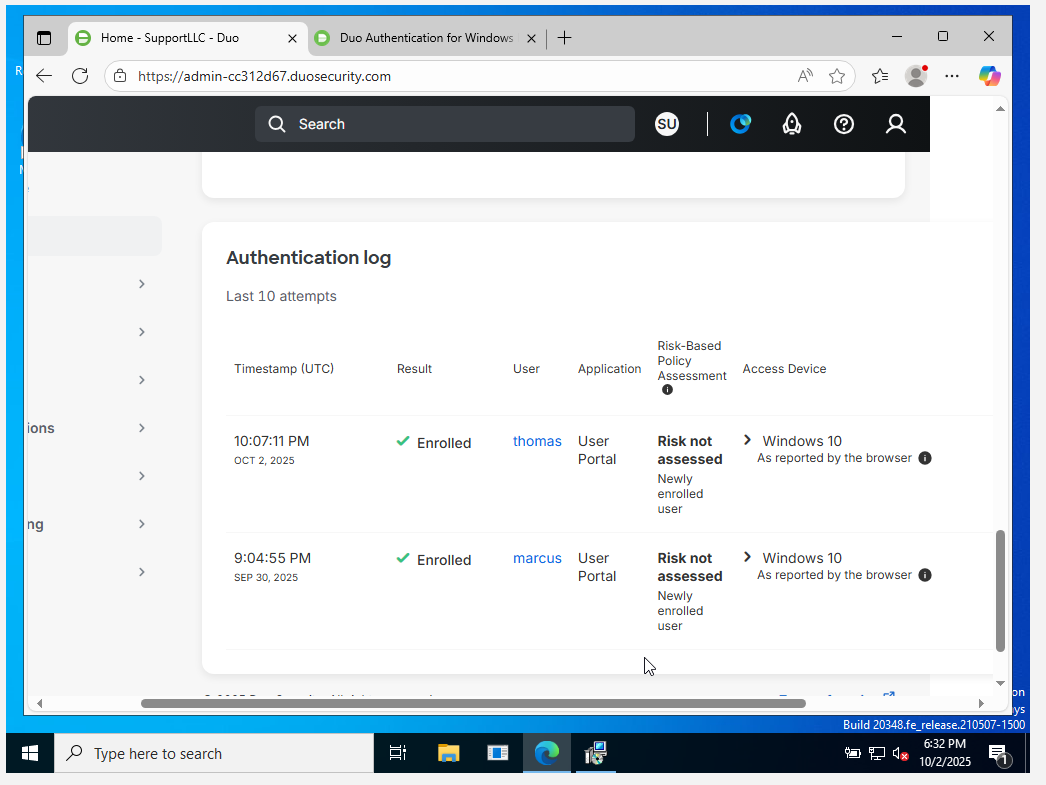 Home - SupportLLC - Duo
Duo Authentication for Windows
https://admin-cc312d67.duosecurity.com
Search
SU
Authentication log
Last 10 attempts
Timestamp (UTC)
Result
User
Application
Risk-Based
Policy
Assessment
Access Device
10:07:11 PM
OCT 2, 2025
Enrolled
thomas
User
Portal
Risk not
assessed
Newly
enrolled
user
Windows 10
As reported by the browser
9:04:55 PM
SEP 30, 2025
Enrolled
marcus
User
Portal
Risk not
assessed
Newly
enrolled
user
Windows 10
As reported by the browser
ions
ng
Build 20348.fe_release.210507-1500
Type here to search
6:32 PM
10/2/2025
1